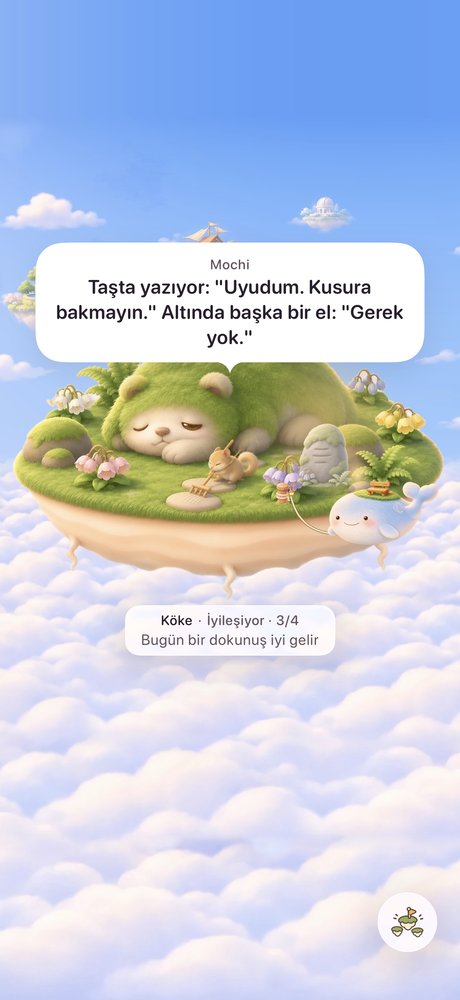 Mochi
Taşta yazıyor: "Uyudum. Kusura
bakmayın." Altında başka bir el: "Gerek
yok."
Köke · İyileşiyor · 3/4
Bugün bir dokunuş iyi gelir